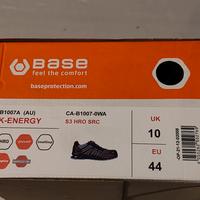 BASE
feel the comfort
baseprotection.com
B1007A (AU)
CA-B1007-0WA
UK
K-ENERGY
S3 HRO SRC
10
EU
44